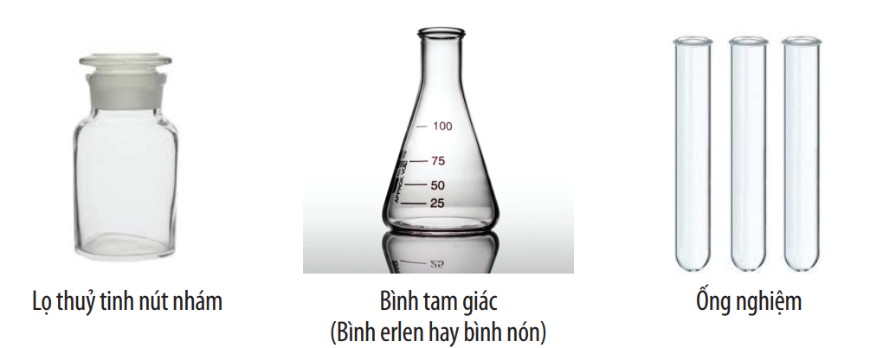 100
75
50
25
25
Lọ thuỷ tinh nút nhám
Bình tam giác
(Bình erlen hay bình nón)
Ống nghiệm